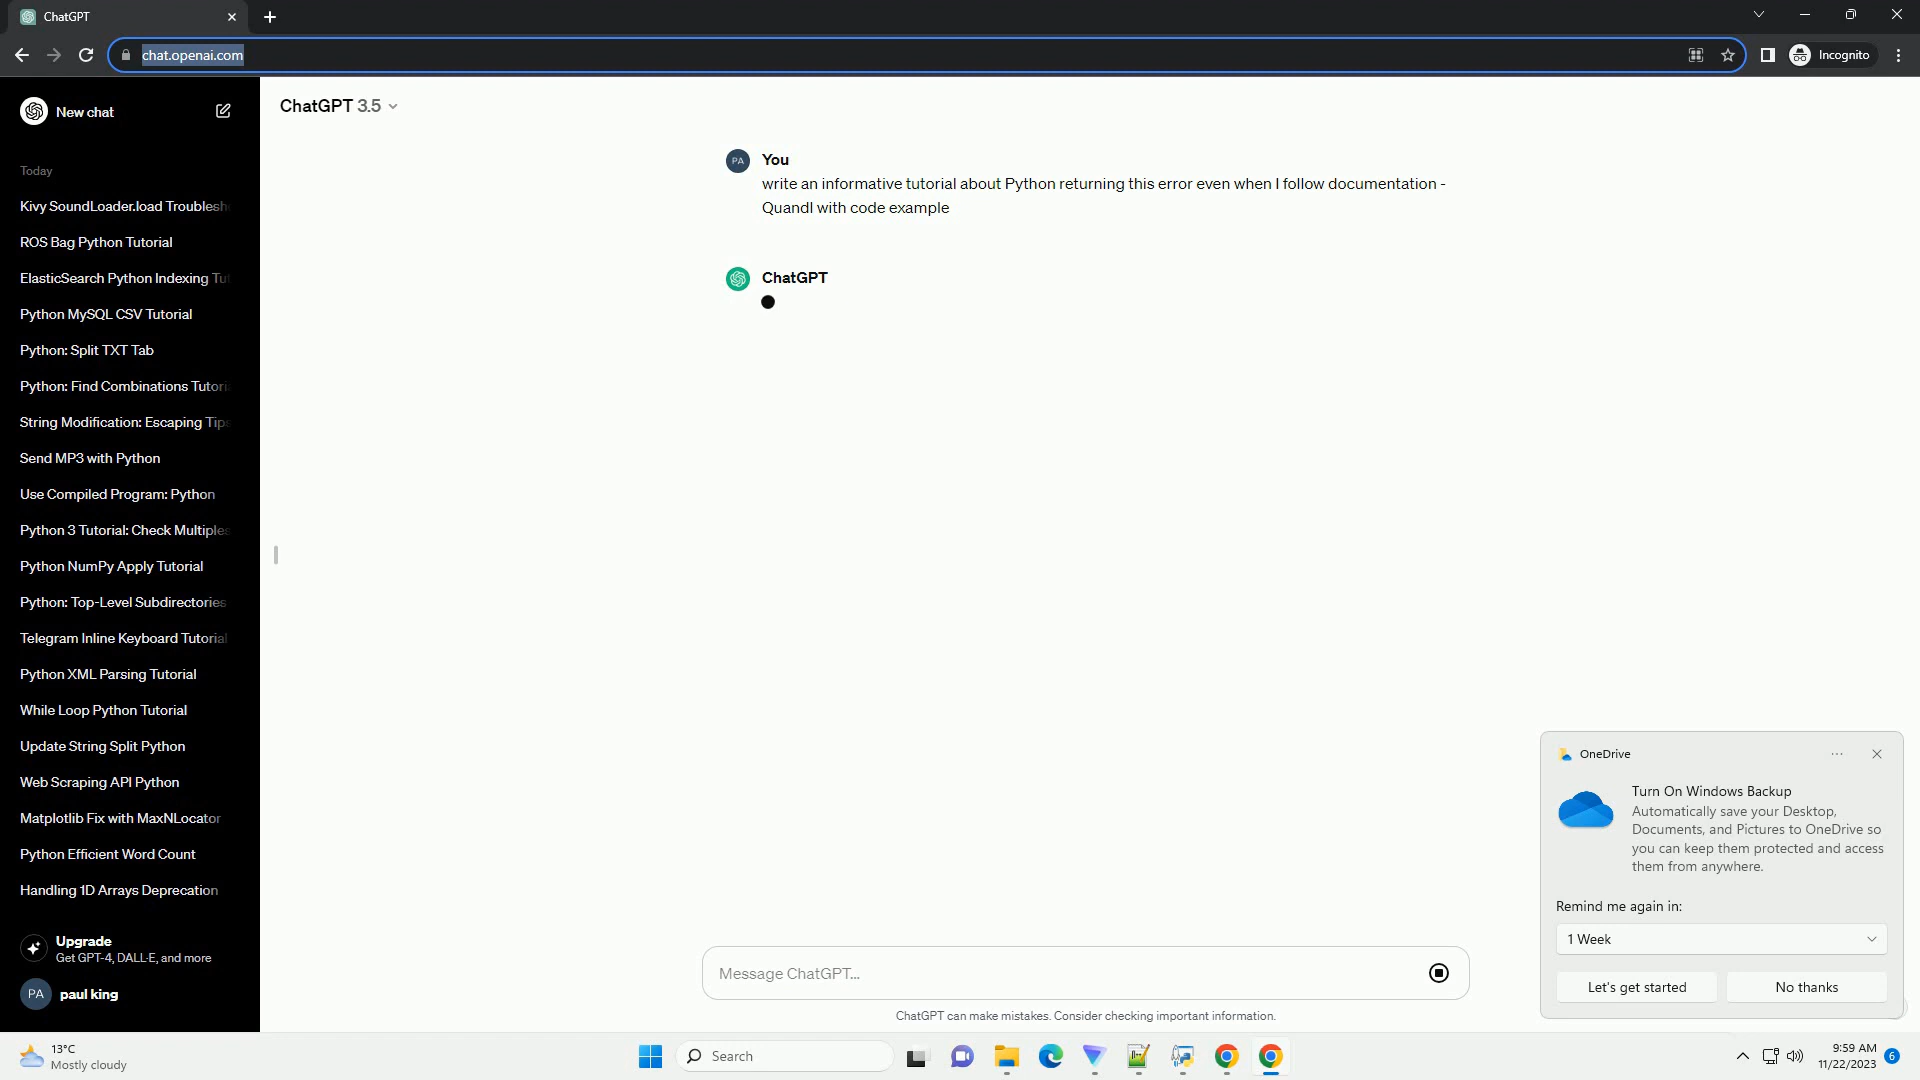 ChatGPT
chat.openai.com
Incognito
New chat
Today
Kivy SoundLoader.load Troublesh
ROS Bag Python Tutorial
ElasticSearch Python Indexing Tut
Python MySQL CSV Tutorial
Python: Split TXT Tab
Python: Find Combinations Tutori
String Modification: Escaping Tips
Send MP3 with Python
Use Compiled Program: Python
Python 3 Tutorial: Check Multiples
Python NumPy Apply Tutorial
Python: Top-Level Subdirectories
Telegram Inline Keyboard Tutorial
Python XML Parsing Tutorial
While Loop Python Tutorial
Update String Split Python
Web Scraping API Python
Matplotlib Fix with MaxNLocator
Python Efficient Word Count
Handling 1D Arrays Deprecation
Upgrade
Get GPT-4, DALL·E, and more
PA paul king
ChatGPT 3.5
PA You
write an informative tutorial about Python returning this error even when I follow documentation -
Quandl with code example
ChatGPT
Message ChatGPT...
ChatGPT can make mistakes. Consider checking important information.
OneDrive
Turn On Windows Backup
Automatically save your Desktop,
Documents, and Pictures to OneDrive so
you can keep them protected and access
them from anywhere.
Remind me again in:
1 Week
Let's get started
No thanks
13°C
Mostly cloudy
Search
9:59 AM
11/22/2023
6